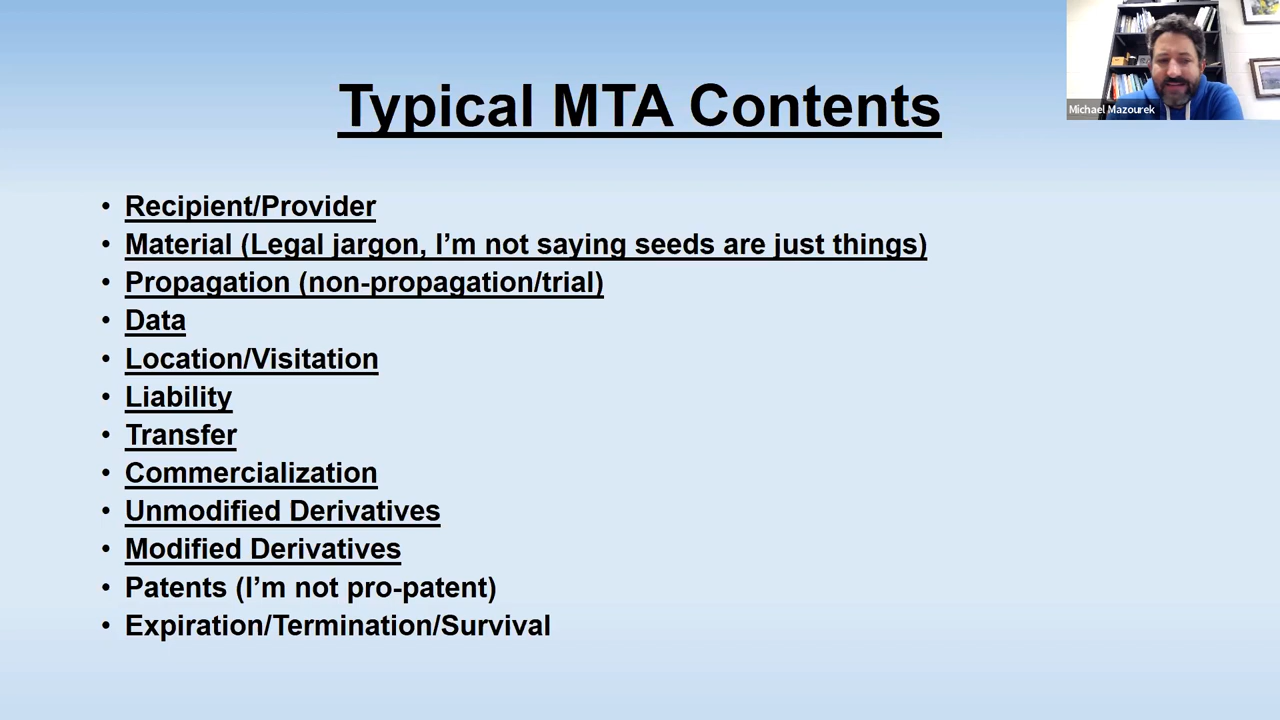 Typical MTA Contents
Michael Mazourek
• Recipient/Provider
• Material (Legal jargon, I'm not saying seeds are just things)
• Propagation (non-propagation/trial)
• Data
• Location/Visitation
• Liability
• Transfer
• Commercialization
• Unmodified Derivatives
• Modified Derivatives
• Patents (I'm not pro-patent)
• Expiration/Termination/Survival